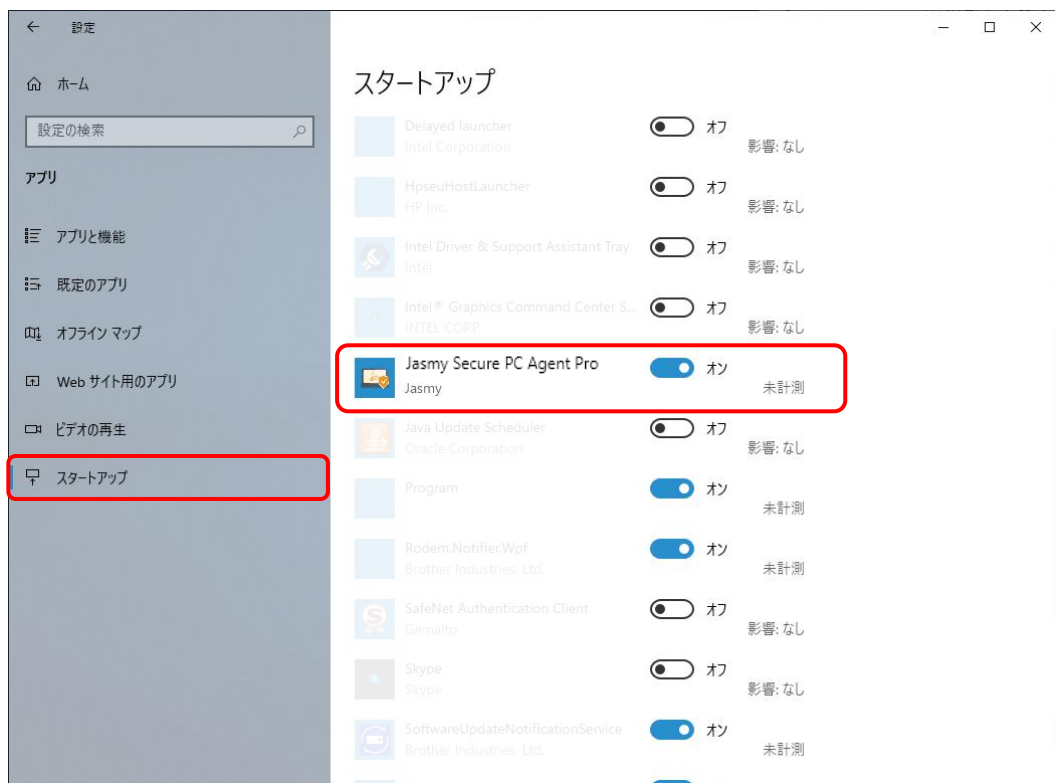 設定
ホーム
設定の検索
アプリ
アプリと機能
既定のアプリ
オフライン マップ
Web サイト用のアプリ
ビデオの再生
スタートアップ
スタートアップ
Delayed launcher
オフ
Intel Corporation
影響: なし
HpseuHostLauncher
オフ
HP Inc.
影響: なし
Intel Driver & Support Assistant Tray
オフ
Intel
影響: なし
Intel® Graphics Command Center S...
オフ
INTEL CORP
影響: なし
Jasmy Secure PC Agent Pro
オン
Jasmy
未計測
Java Update Scheduler
オフ
Oracle Corporation
影響: なし
Program
オン
未計測
Rodem.Notifier.Wpf
オン
Brother Industries, Ltd.
未計測
SafeNet Authentication Client
オフ
Gemalto
影響: なし
Skype
オフ
Skype
影響: なし
SoftwareUpdateNotificationService
オン
Brother Industries, Ltd.
未計測